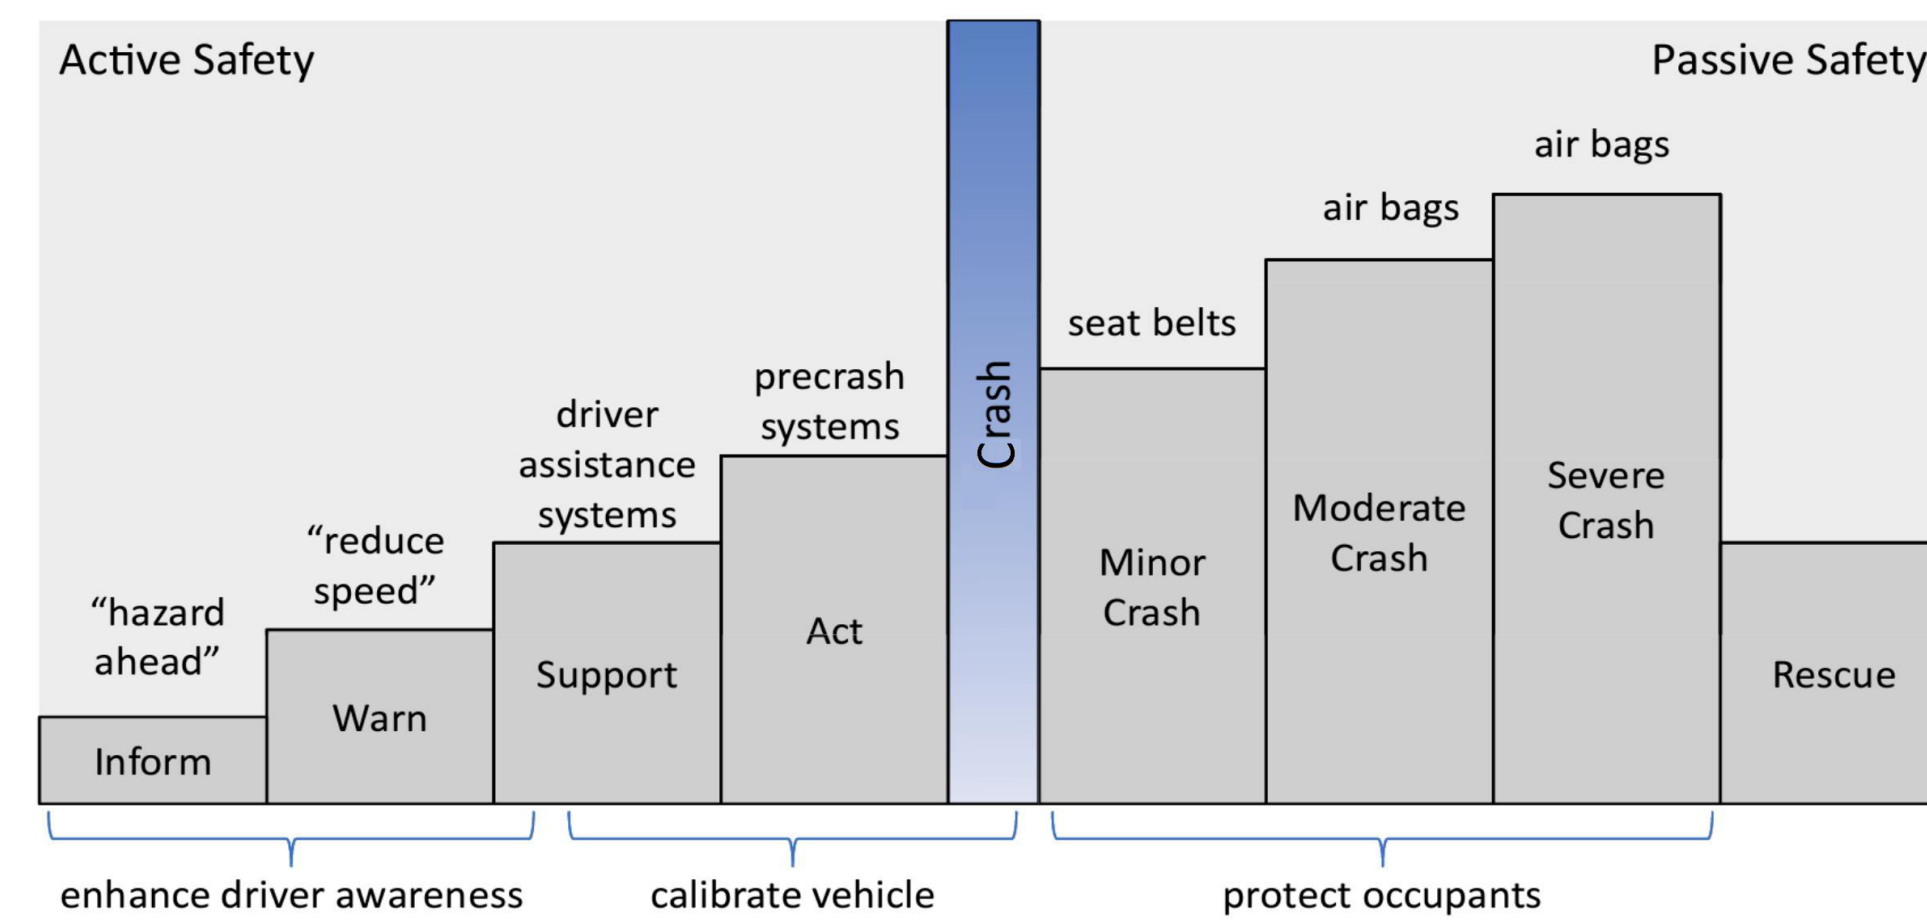 Active Safety
Passive Safety
“hazard
ahead”
Inform
“reduce
speed”
Warn
driver
assistance
systems
Support
precrash
systems
Act
Crash
seat belts
Minor
Crash
air bags
Moderate
Crash
air bags
Severe
Crash
Rescue
enhance driver awareness
calibrate vehicle
protect occupants